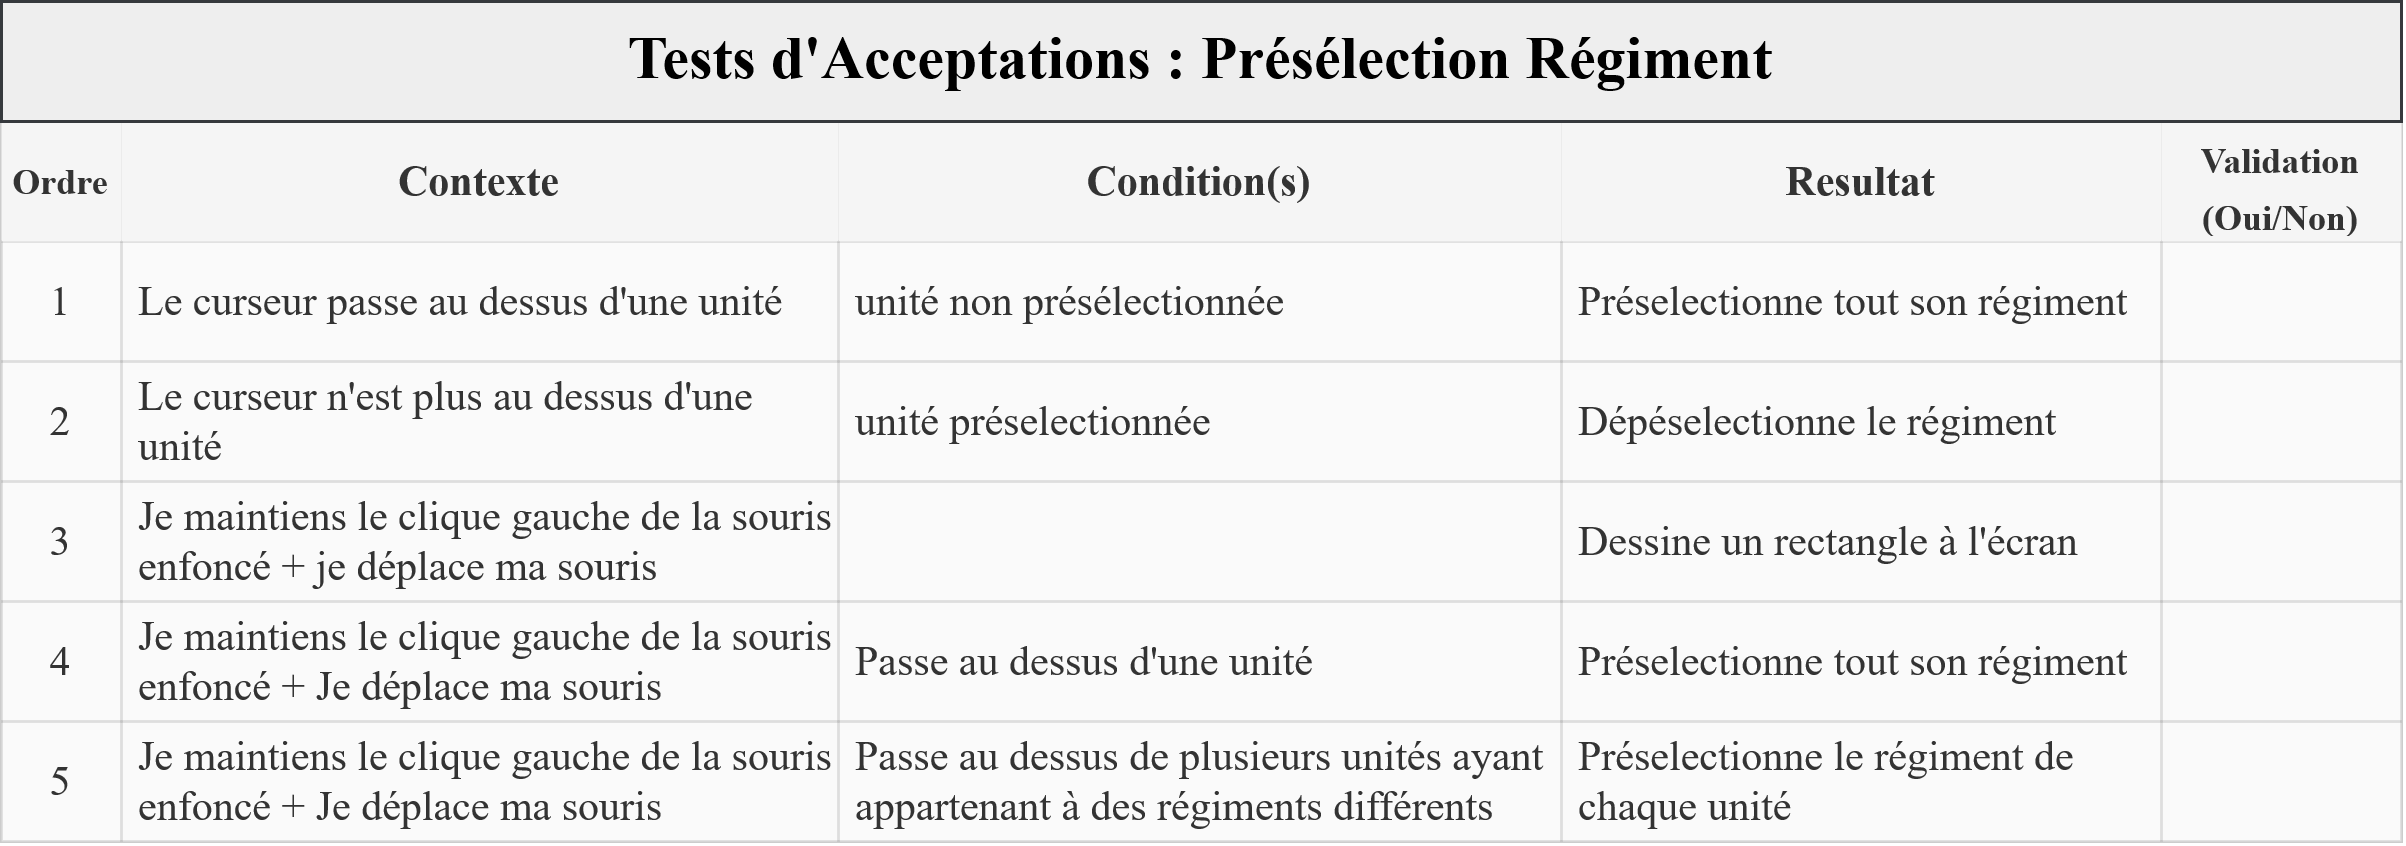 Tests d'Acceptations : Présélection Régiment
Ordre
Contexte
Condition(s)
Resultat
Validation
(Oui/Non)
1
Le curseur passe au dessus d'une unité
unité non présélectionnée
Préselectionne tout son régiment
2
Le curseur n'est plus au dessus d'une
unité
unité préselectionnée
Dépéselectionne le régiment
3
Je maintiens le clique gauche de la souris
enfoncé + je déplace ma souris
Dessine un rectangle à l'écran
4
Je maintiens le clique gauche de la souris
enfoncé + Je déplace ma souris
Passe au dessus d'une unité
Préselectionne tout son régiment
5
Je maintiens le clique gauche de la souris
enfoncé + Je déplace ma souris
Passe au dessus de plusieurs unités ayant
appartenant à des régiments différents
Préselectionne le régiment de
chaque unité